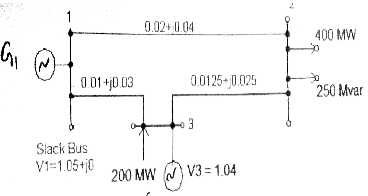 1
0.02+j0.04
400 MW
G1
0.01+j0.03
0.0125+j0.025
250 Mvar
3
Slack Bus
V1=1.05+j0
200 MW
V3 = 1.04